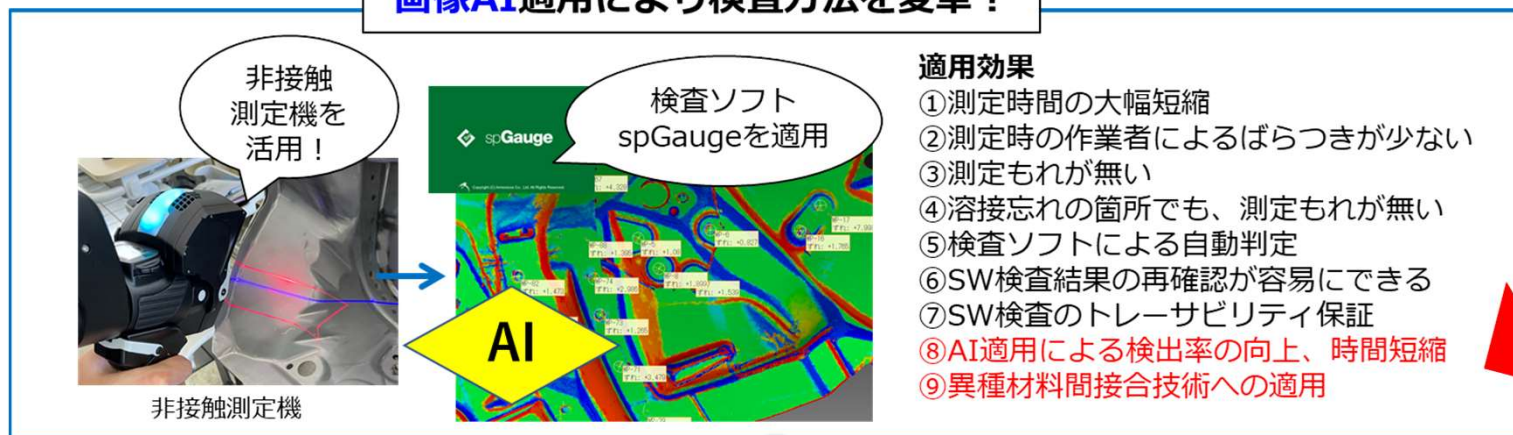 画像AI適用により検査方法を変革！
非接触
測定機を
活用！
検査ソフト
spGaugeを適用
spGauge
AI
非接触測定機
適用効果
①測定時間の大幅短縮
②測定時の作業者によるばらつきが少ない
③測定もれが無い
④溶接忘れの箇所でも、測定もれが無い
⑤検査ソフトによる自動判定
⑥SW検査結果の再確認が容易にできる
⑦SW検査のトレーサビリティ保証
⑧AI適用による検出率の向上、時間短縮
⑨異種材料間接合技術への適用